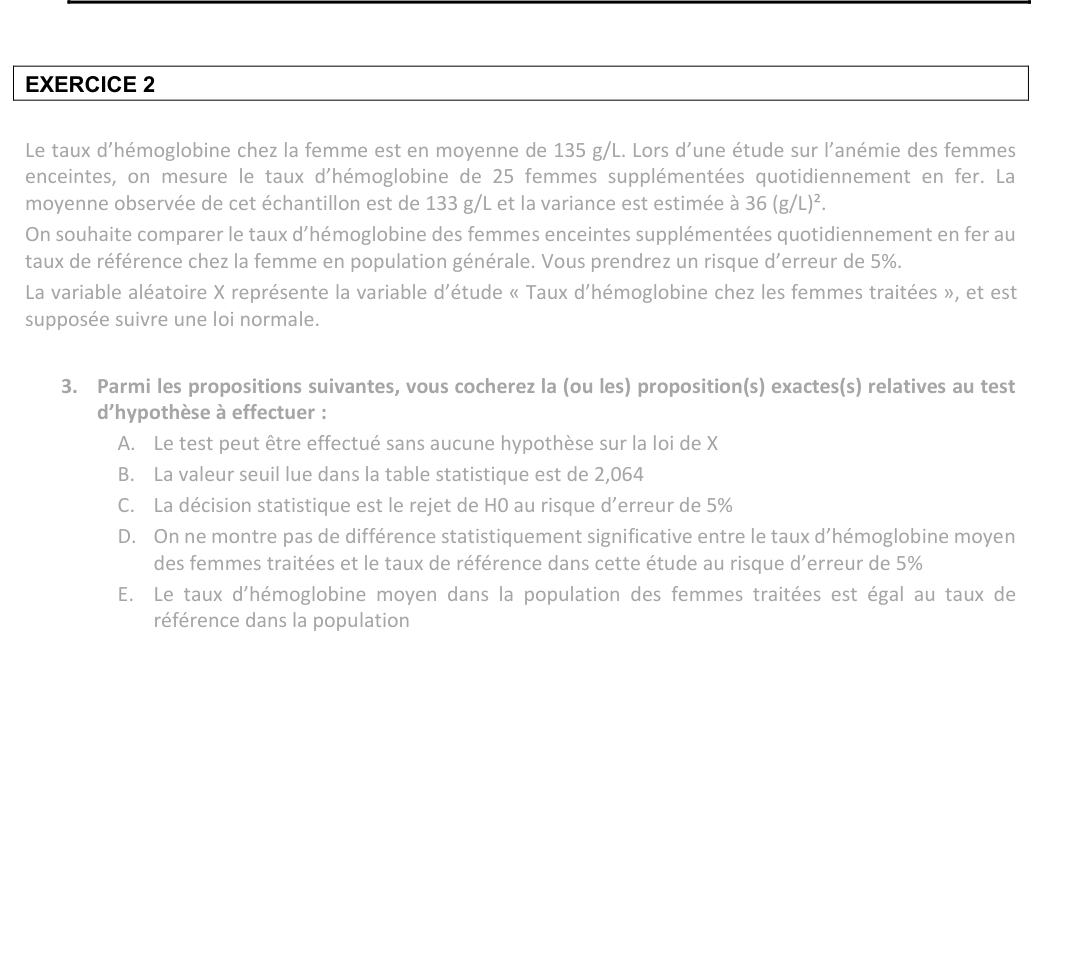 EXERCICE 2
Le taux d’hémoglobine chez la femme est en moyenne de 135 g/L. Lors d’une étude sur l’anémie des femmes
enceintes, on mesure le taux d’hémoglobine de 25 femmes supplémentées quotidiennement en fer. La
moyenne observée de cet échantillon est de 133 g/L et la variance est estimée à 36 (g/L)².
On souhaite comparer le taux d’hémoglobine des femmes enceintes supplémentées quotidiennement en fer au
taux de référence chez la femme en population générale. Vous prendrez un risque d’erreur de 5%.
La variable aléatoire X représente la variable d’étude « Taux d’hémoglobine chez les femmes traitées », et est
supposée suivre une loi normale.
3. Parmi les propositions suivantes, vous cocherez la (ou les) proposition(s) exactes(s) relatives au test
d’hypothèse à effectuer :
A. Le test peut être effectué sans aucune hypothèse sur la loi de X
B. La valeur seuil lue dans la table statistique est de 2,064
C. La décision statistique est le rejet de H0 au risque d’erreur de 5%
D. On ne montre pas de différence statistiquement significative entre le taux d’hémoglobine moyen
des femmes traitées et le taux de référence dans cette étude au risque d’erreur de 5%
E. Le taux d’hémoglobine moyen dans la population des femmes traitées est égal au taux de
référence dans la population